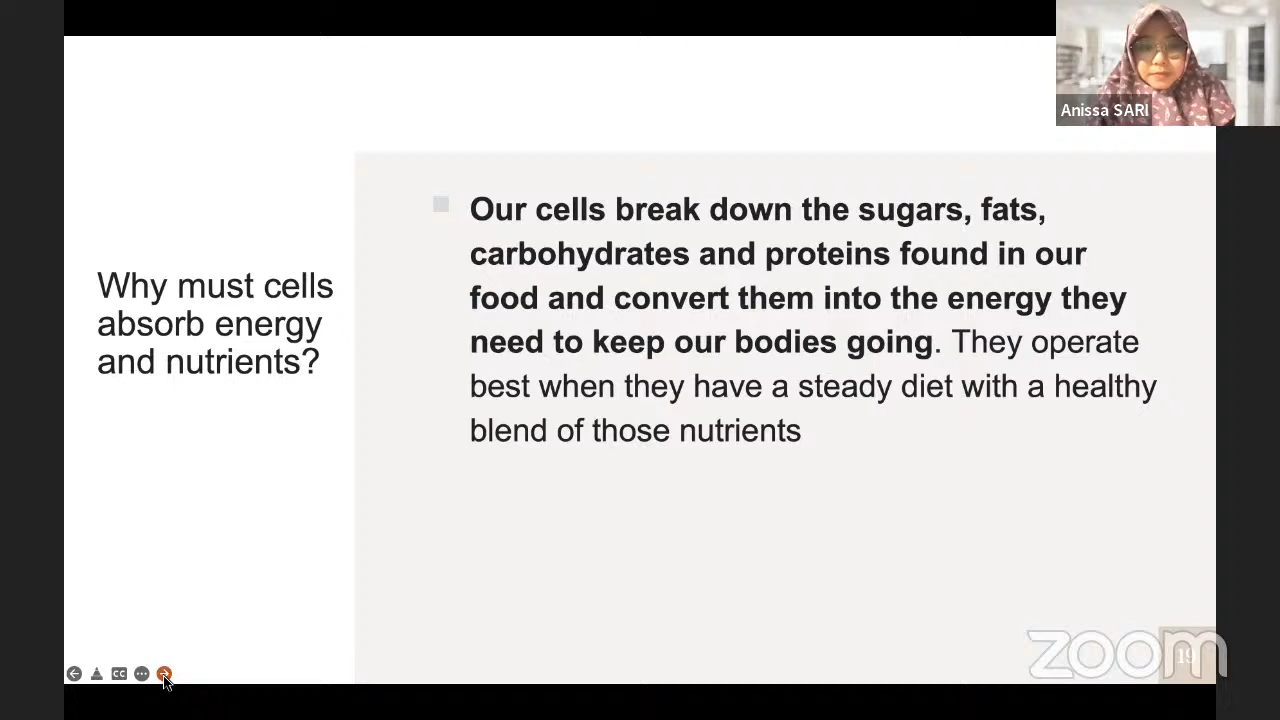 Anissa SARI
Why must cells
absorb energy
and nutrients?
Our cells break down the sugars, fats,
carbohydrates and proteins found in our
food and convert them into the energy they
need to keep our bodies going. They operate
best when they have a steady diet with a healthy
blend of those nutrients
CC
zoom
19